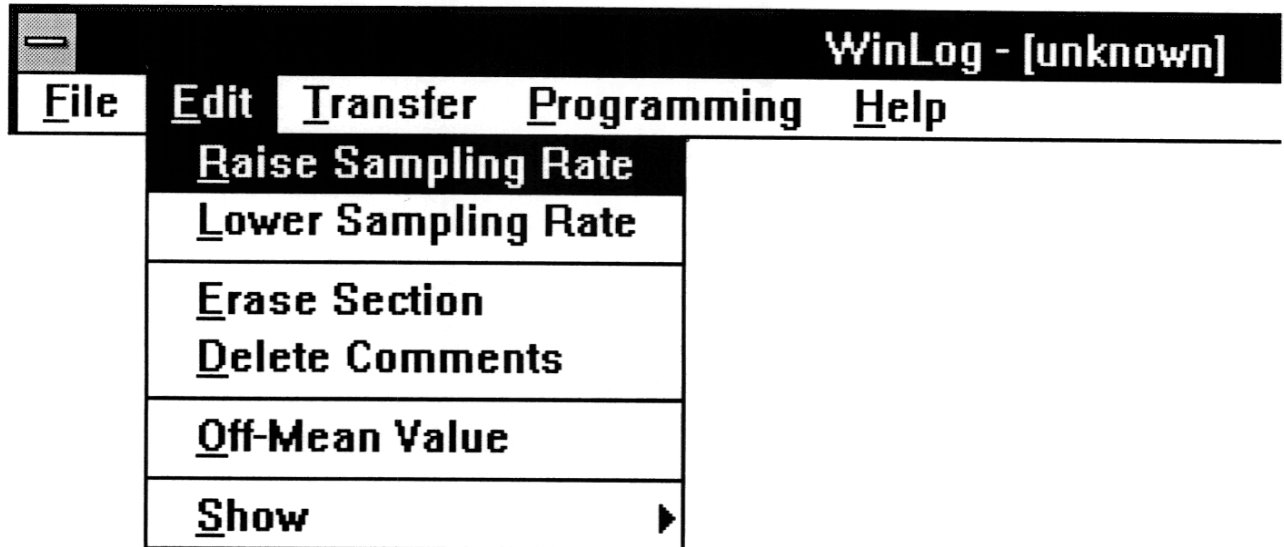 WinLog - [unknown]
File Edit Transfer Programming Help
Raise Sampling Rate
Lower Sampling Rate
Erase Section
Delete Comments
Off-Mean Value
Show